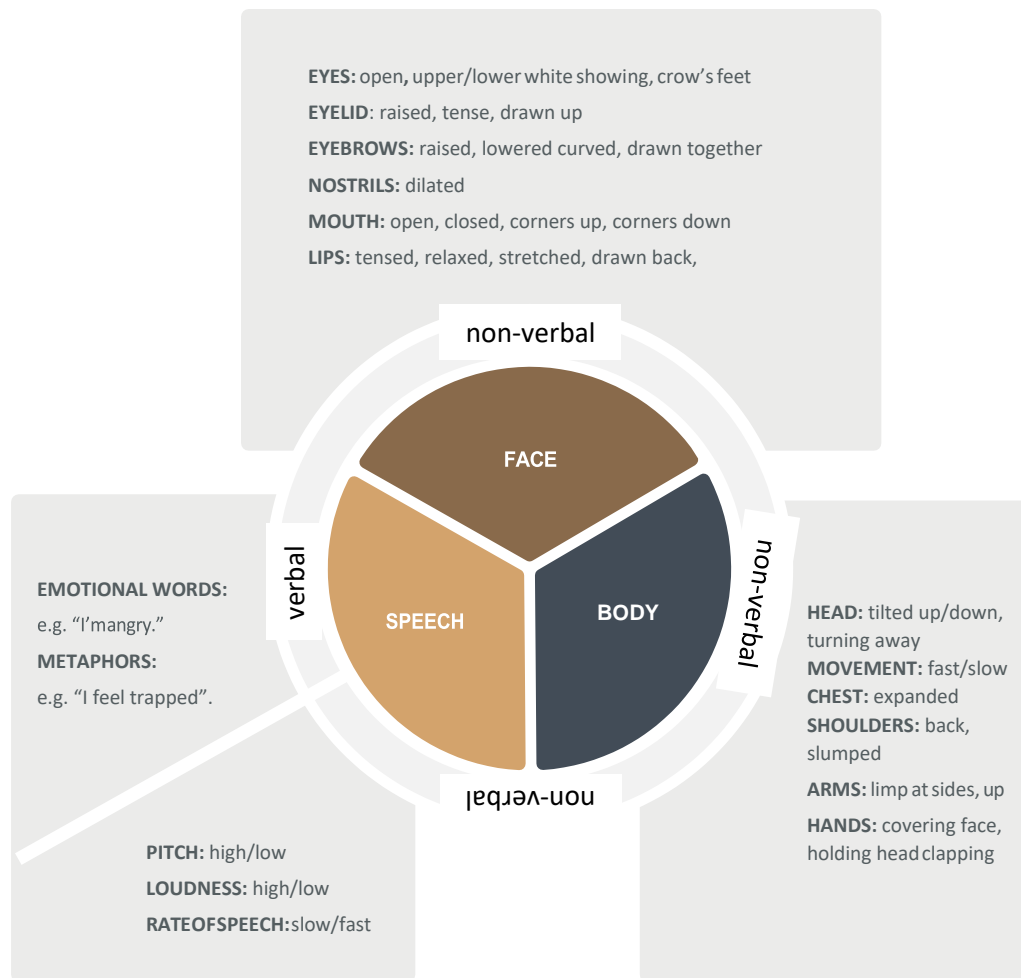 EYES: open, upper/lower white showing, crow's feet
EYELID: raised, tense, drawn up
EYEBROWS: raised, lowered curved, drawn together
NOSTRILS: dilated
MOUTH: open, closed, corners up, corners down
LIPS: tensed, relaxed, stretched, drawn back,
non-verbal
FACE
verbal
SPEECH
BODY
non-verbal
non-verbal
EMOTIONAL WORDS:
e.g. “I'mangry.”
METAPHORS:
e.g. “I feel trapped”.
PITCH: high/low
LOUDNESS: high/low
RATEOFSPEECH:slow/fast
HEAD: tilted up/down,
turning away
MOVEMENT: fast/slow
CHEST: expanded
SHOULDERS: back,
slumped
ARMS: limp at sides, up
HANDS: covering face,
holding head clapping